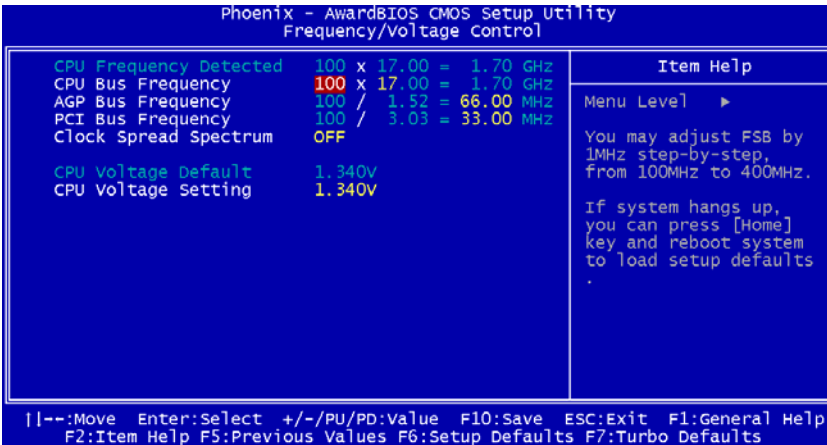 Phoenix - AwardBIOS CMOS Setup Utility
Frequency/Voltage Control
CPU Frequency Detected 100 x 17.00 = 1.70 GHz
CPU Bus Frequency 100 x 17.00 = 1.70 GHz
AGP Bus Frequency 100 / 1.52 = 66.00 MHz
PCI Bus Frequency 100 / 3.03 = 33.00 MHz
Clock Spread Spectrum OFF
CPU Voltage Default 1.340V
CPU Voltage Setting 1.340V
Item Help
Menu Level ▶
You may adjust FSB by
1MHz step-by-step,
from 100MHz to 400MHz.
If system hangs up,
you can press [Home]
key and reboot system
to load setup defaults
.
↑↓→←:Move Enter:Select +/-/PU/PD:Value F10:Save ESC:Exit F1:General Help
F2:Item Help F5:Previous Values F6:Setup Defaults F7:Turbo Defaults